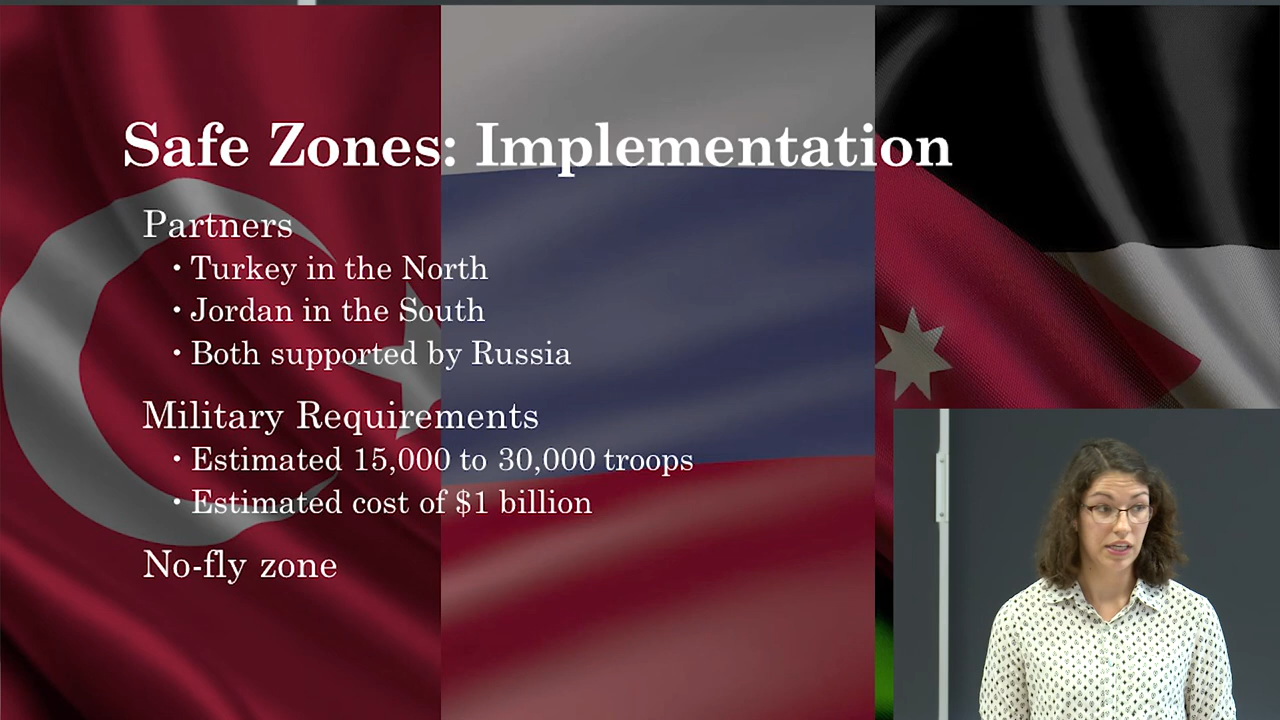 Safe Zones: Implementation
Partners
• Turkey in the North
• Jordan in the South
• Both supported by Russia
Military Requirements
• Estimated 15,000 to 30,000 troops
• Estimated cost of $1 billion
No-fly zone